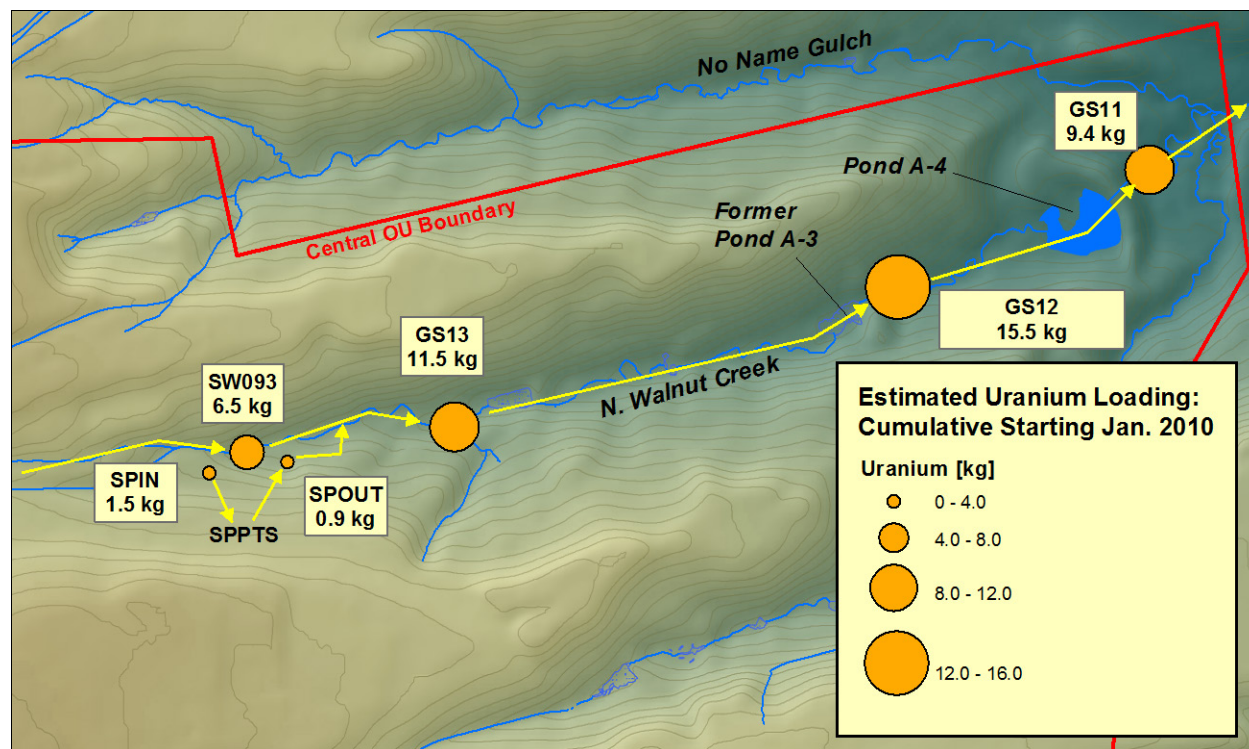 No Name Gulch
GS11
9.4 kg
Pond A-4
Former
Pond A-3
Central OU Boundary
GS12
15.5 kg
GS13
11.5 kg
N. Walnut Creek
SW093
6.5 kg
SPIN
1.5 kg
SPOUT
0.9 kg
SPPTS
Estimated Uranium Loading:
Cumulative Starting Jan. 2010
Uranium [kg]
0 - 4.0
4.0 - 8.0
8.0 - 12.0
12.0 - 16.0